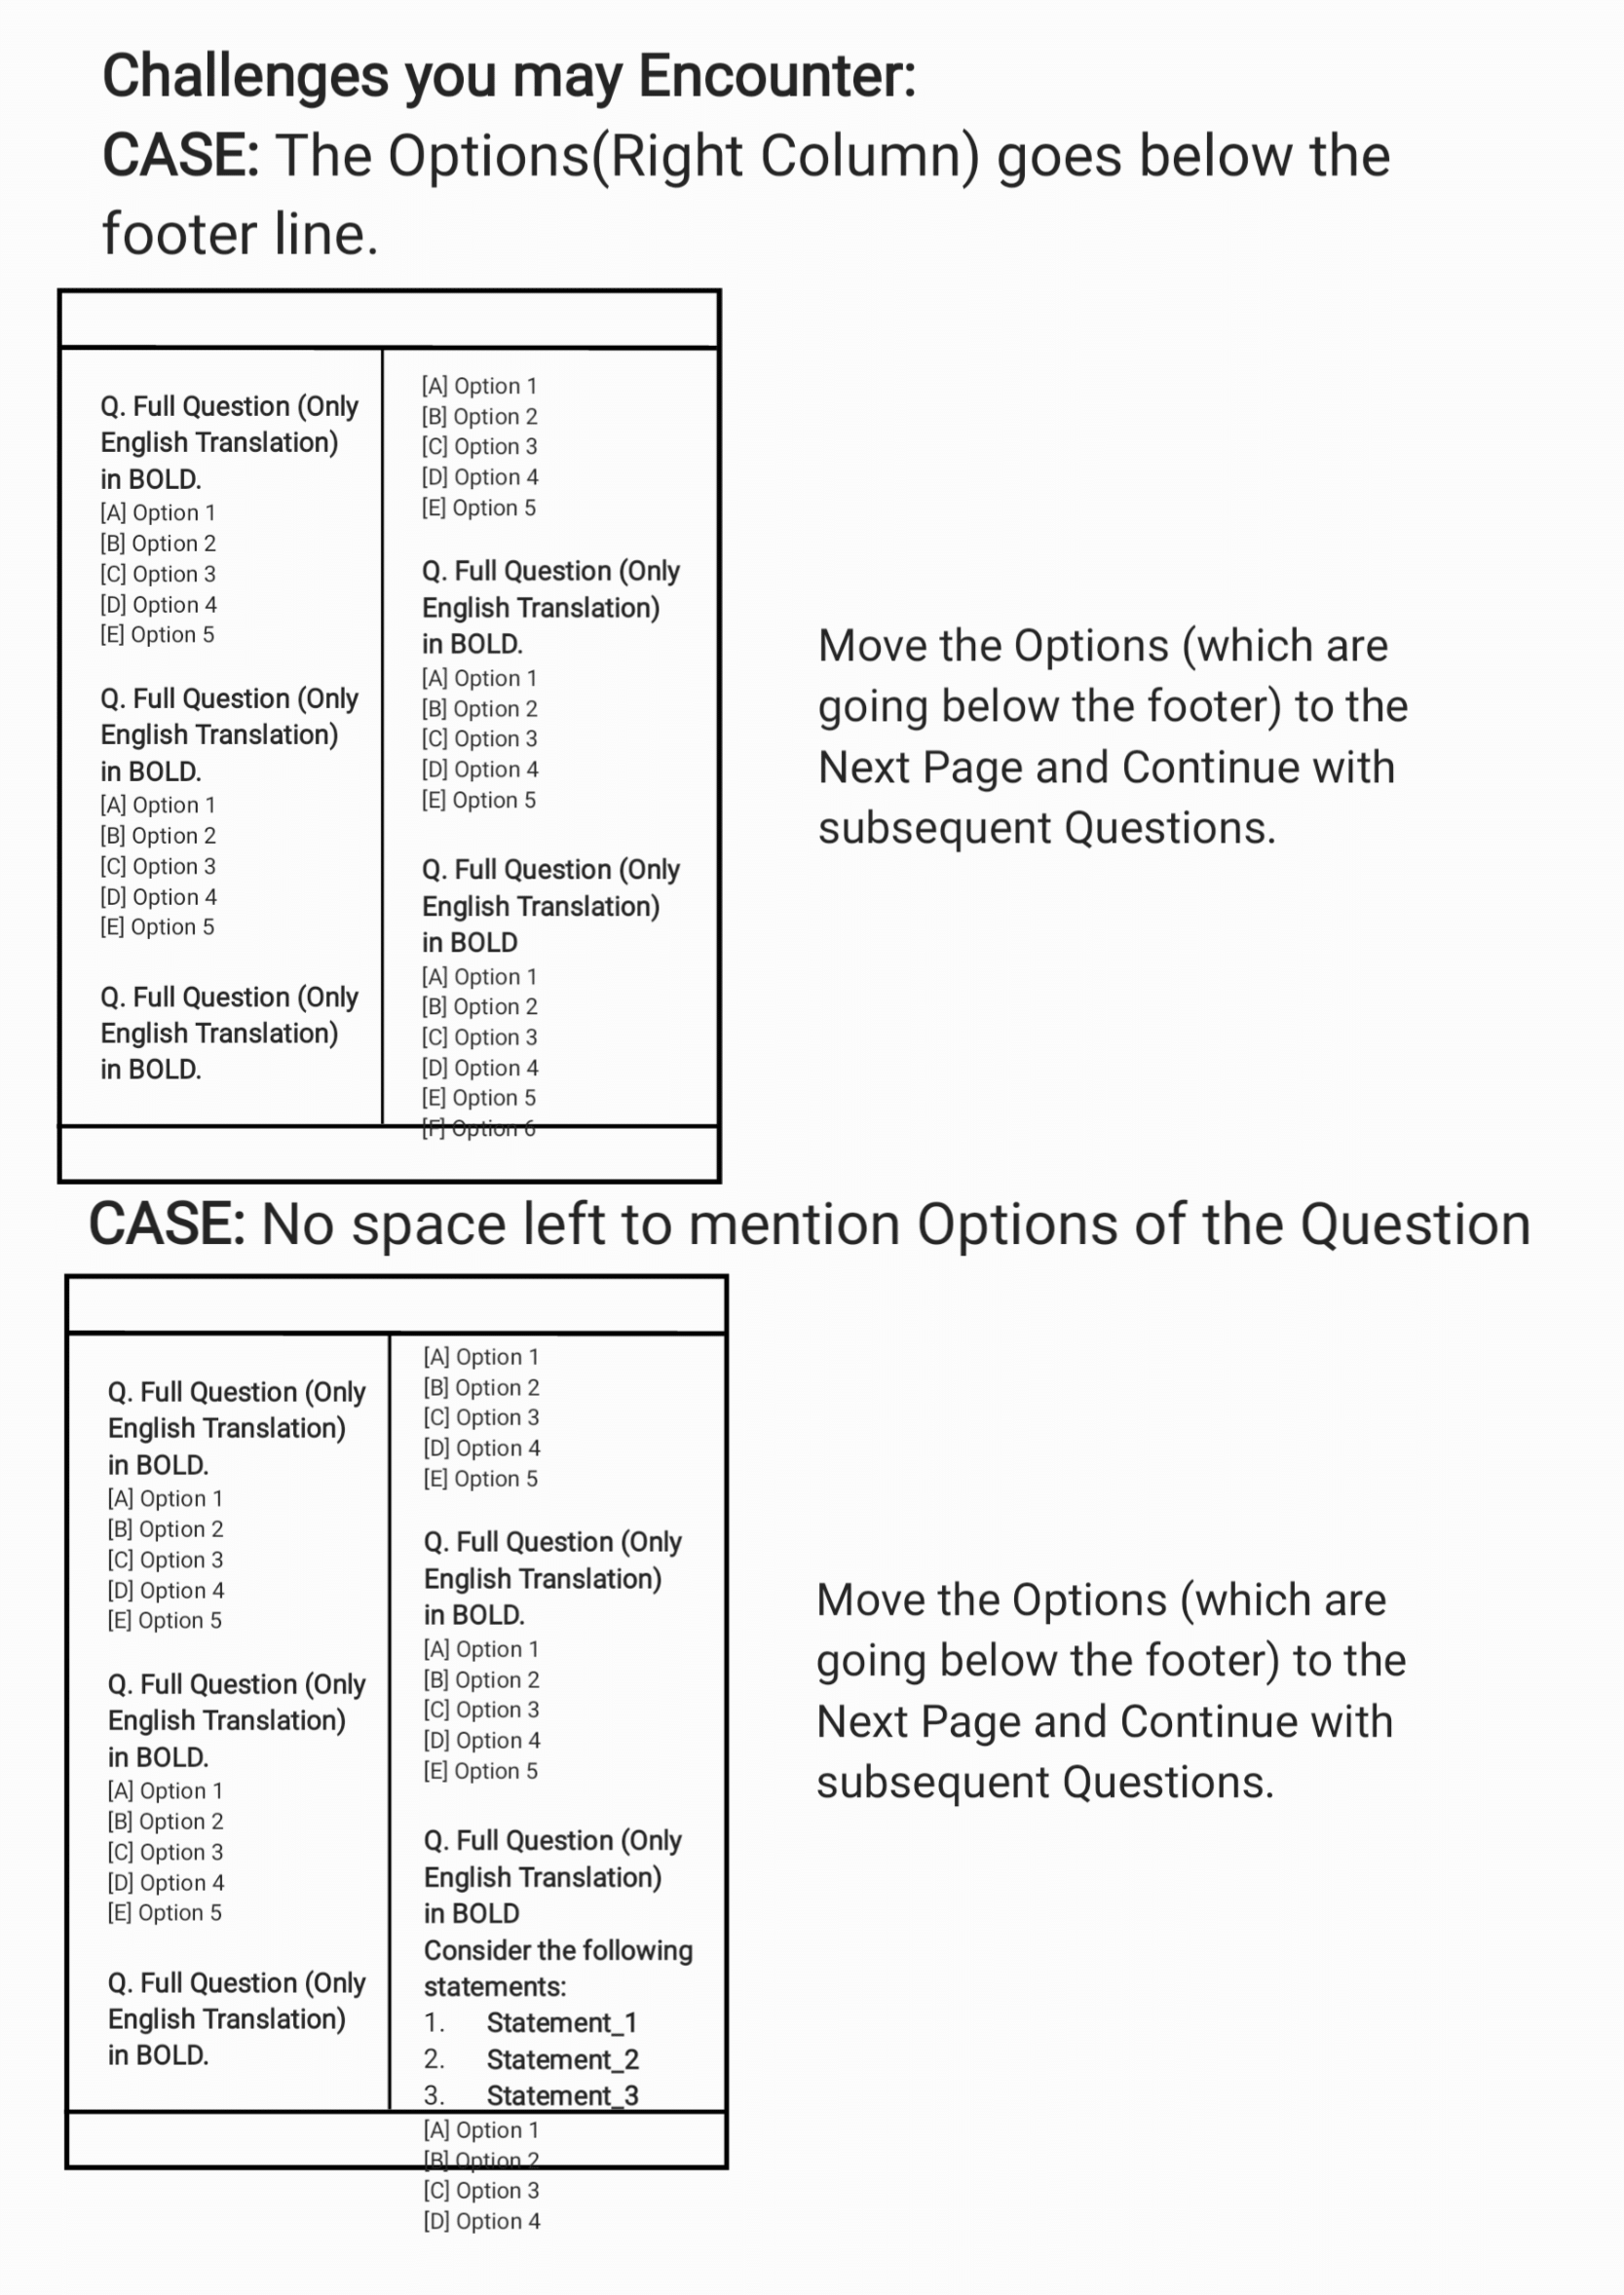 Challenges you may Encounter:
CASE: The Options(Right Column) goes below the
footer line.
Q. Full Question (Only
English Translation)
in BOLD.
[A] Option 1
[B] Option 2
[C] Option 3
[D] Option 4
[E] Option 5
Q. Full Question (Only
English Translation)
in BOLD.
[A] Option 1
[B] Option 2
[C] Option 3
[D] Option 4
[E] Option 5
Q. Full Question (Only
English Translation)
in BOLD.
[A] Option 1
[B] Option 2
[C] Option 3
[D] Option 4
[E] Option 5
Q. Full Question (Only
English Translation)
in BOLD.
[A] Option 1
[B] Option 2
[C] Option 3
[D] Option 4
[E] Option 5
Q. Full Question (Only
English Translation)
in BOLD
[A] Option 1
[B] Option 2
[C] Option 3
[D] Option 4
[E] Option 5
[F] Option 6
Move the Options (which are
going below the footer) to the
Next Page and Continue with
subsequent Questions.
CASE: No space left to mention Options of the Question
Q. Full Question (Only
English Translation)
in BOLD.
[A] Option 1
[B] Option 2
[C] Option 3
[D] Option 4
[E] Option 5
Q. Full Question (Only
English Translation)
in BOLD.
[A] Option 1
[B] Option 2
[C] Option 3
[D] Option 4
[E] Option 5
Q. Full Question (Only
English Translation)
in BOLD.
[A] Option 1
[B] Option 2
[C] Option 3
[D] Option 4
[E] Option 5
Q. Full Question (Only
English Translation)
in BOLD.
[A] Option 1
[B] Option 2
[C] Option 3
[D] Option 4
[E] Option 5
Q. Full Question (Only
English Translation)
in BOLD
Consider the following
statements:
1. Statement_1
2. Statement_2
3. Statement_3
[A] Option 1
[B] Option 2
[C] Option 3
[D] Option 4
Move the Options (which are
going below the footer) to the
Next Page and Continue with
subsequent Questions.